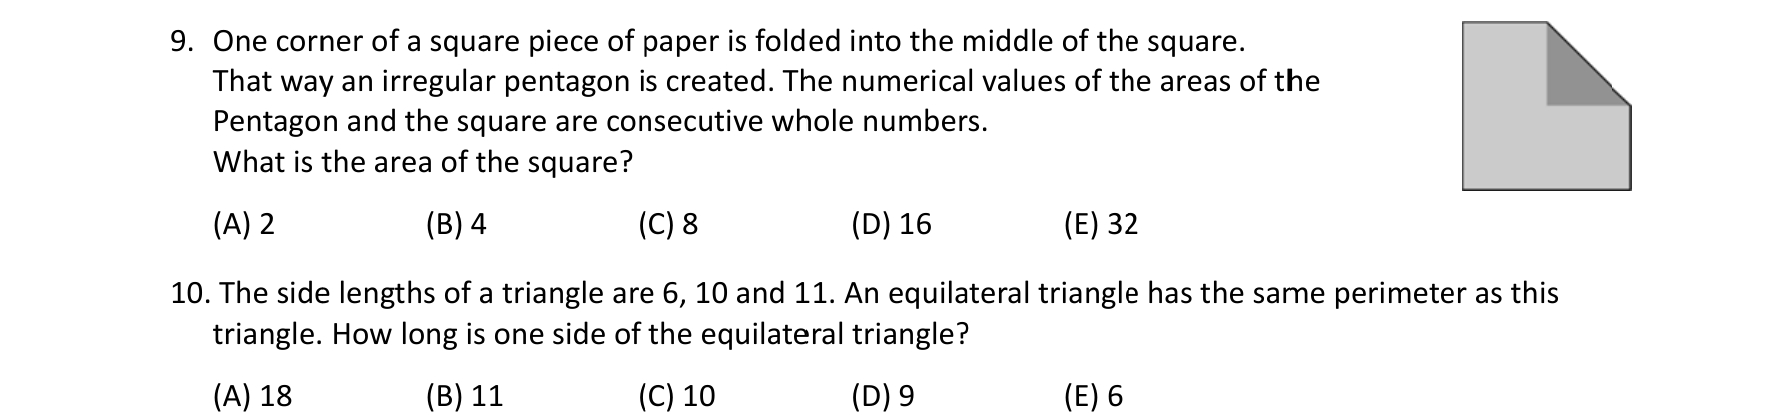 9. One corner of a square piece of paper is folded into the middle of the square.
That way an irregular pentagon is created. The numerical values of the areas of the
Pentagon and the square are consecutive whole numbers.
What is the area of the square?
(A) 2 (B) 4 (C) 8 (D) 16 (E) 32
10. The side lengths of a triangle are 6, 10 and 11. An equilateral triangle has the same perimeter as this
triangle. How long is one side of the equilateral triangle?
(A) 18 (B) 11 (C) 10 (D) 9 (E) 6